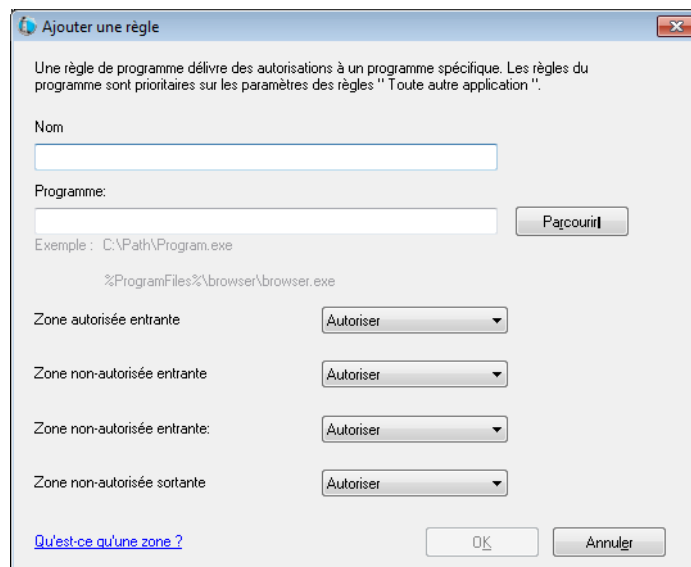 Ajouter une règle
Une règle de programme délivre des autorisations à un programme spécifique. Les règles du
programme sont prioritaires sur les paramètres des règles " Toute autre application ".
Nom
Programme:
Parcourir
Exemple : C:\Path\Program.exe
%ProgramFiles%\browser\browser.exe
Zone autorisée entrante Autoriser
Zone non-autorisée entrante Autoriser
Zone non-autorisée entrante: Autoriser
Zone non-autorisée sortante Autoriser
Qu'est-ce qu'une zone ? OK Annuler